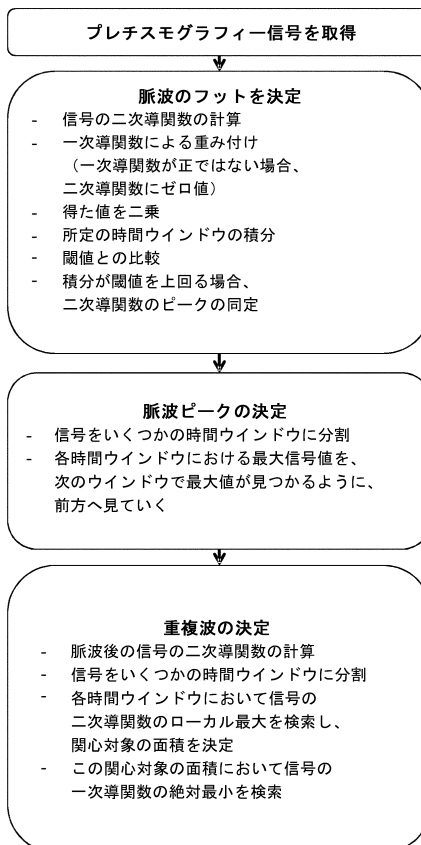 プレチスモグラフィー信号を取得
脈波のフットを決定
- 信号の二次導関数の計算
- 一次導関数による重み付け
（一次導関数が正ではない場合、
二次導関数にゼロ値）
- 得た値を二乗
- 所定の時間ウインドウの積分
- 閾値との比較
- 積分が閾値を上回る場合、
二次導関数のピークの同定
脈波ピークの決定
- 信号をいくつかの時間ウインドウに分割
- 各時間ウインドウにおける最大信号値を、
次のウインドウで最大値が見つかるように、
前方へ見ていく
重複波の決定
- 脈波後の信号の二次導関数の計算
- 信号をいくつかの時間ウインドウに分割
- 各時間ウインドウにおいて信号の
二次導関数のローカル最大を検索し、
関心対象の面積を決定
- この関心対象の面積において信号の
一次導関数の絶対最小を検索